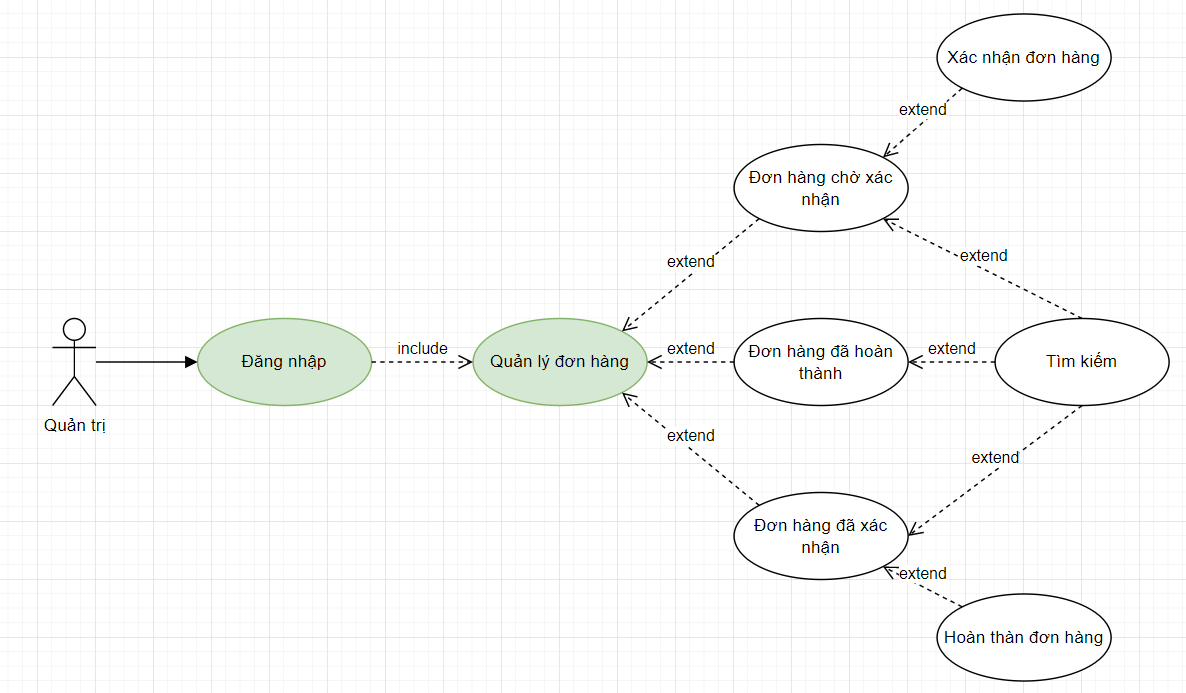 Xác nhận đơn hàng
extend
Đơn hàng chờ xác
nhận
extend
extend
Đăng nhập
include
Quản lý đơn hàng
extend
Đơn hàng đã hoàn
thành
extend
Tìm kiếm
Quản trị
extend
extend
Đơn hàng đã xác
nhận
extend
Hoàn thàn đơn hàng